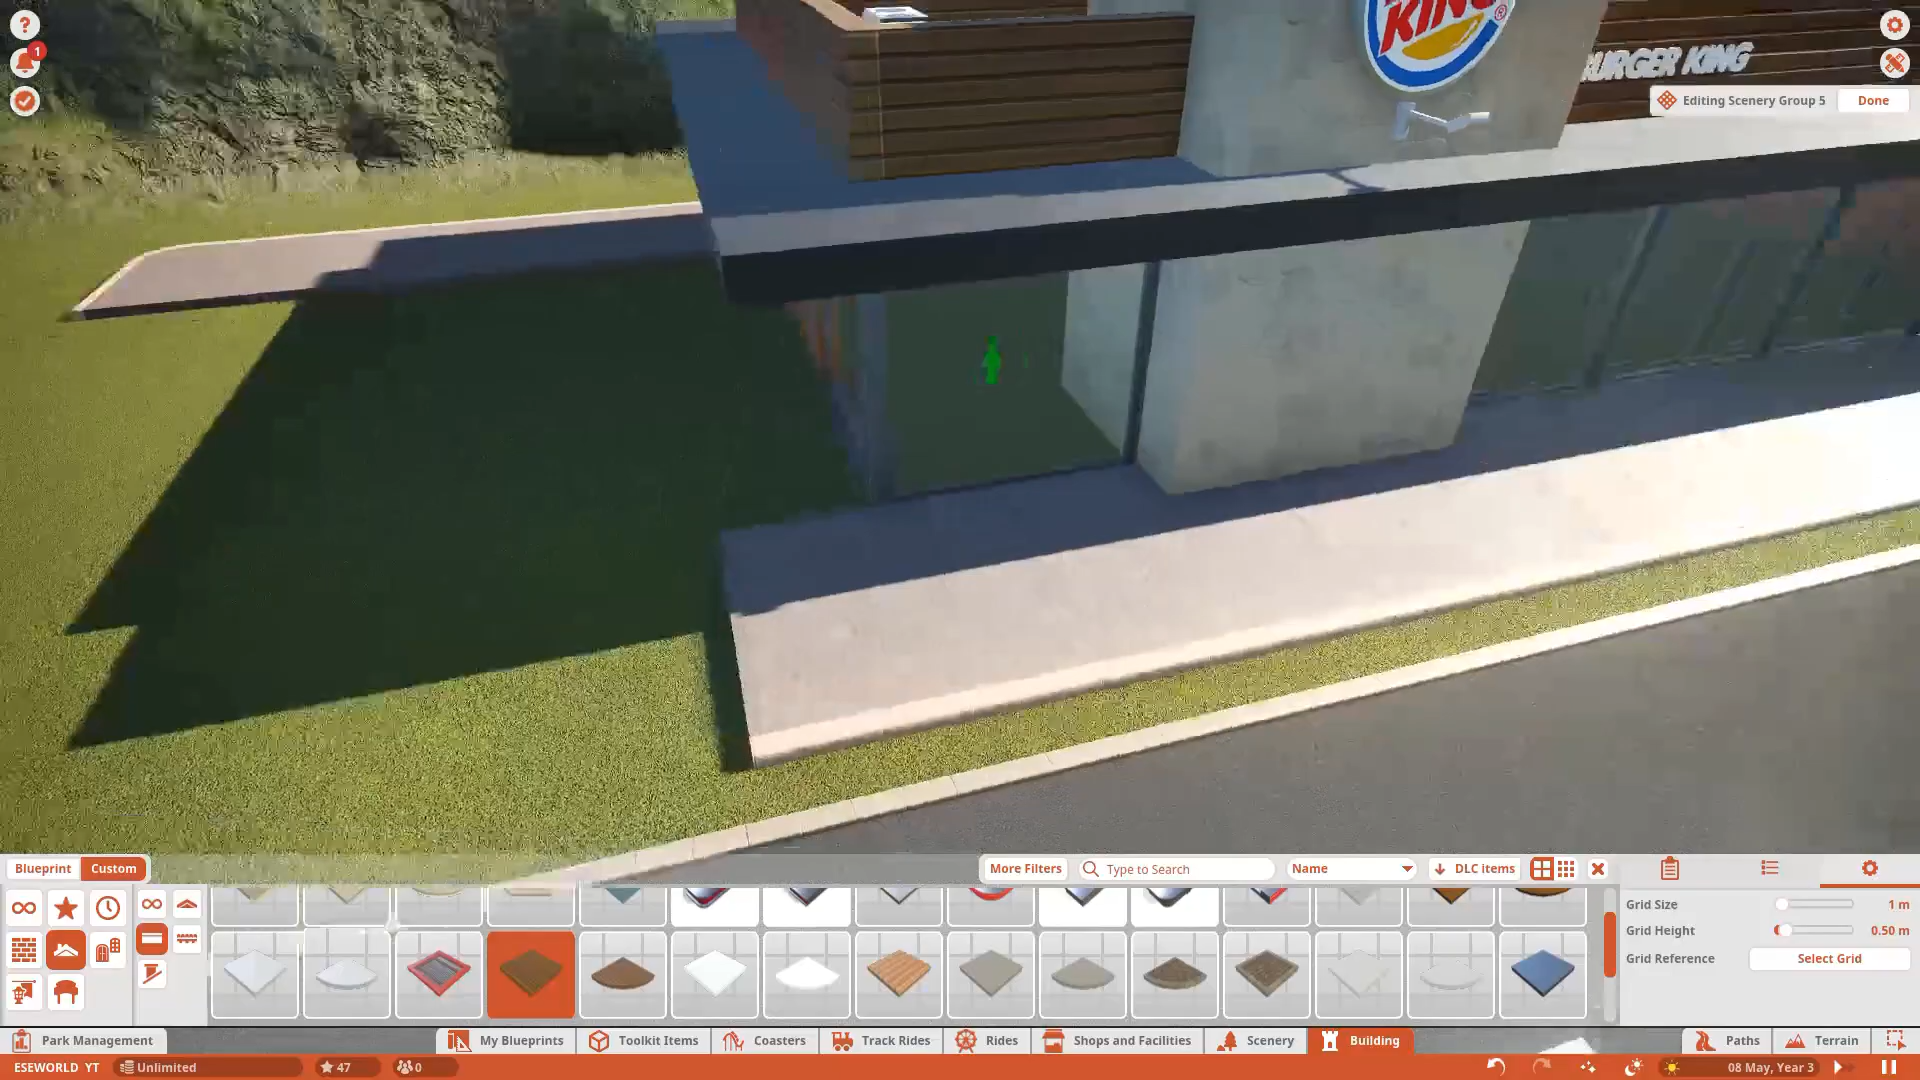 ?
1
KING
®
BURGER KING
Editing Scenery Group 5
Done
Blueprint
Custom
More Filters
Type to Search
Name
DLC items
Grid Size
1 m
Grid Height
0.50 m
Grid Reference
Select Grid
Park Management
My Blueprints
Toolkit Items
Coasters
Track Rides
Rides
Shops and Facilities
Scenery
Building
Paths
Terrain
ESEWORLD YT
Unlimited
47
0
08 May, Year 3